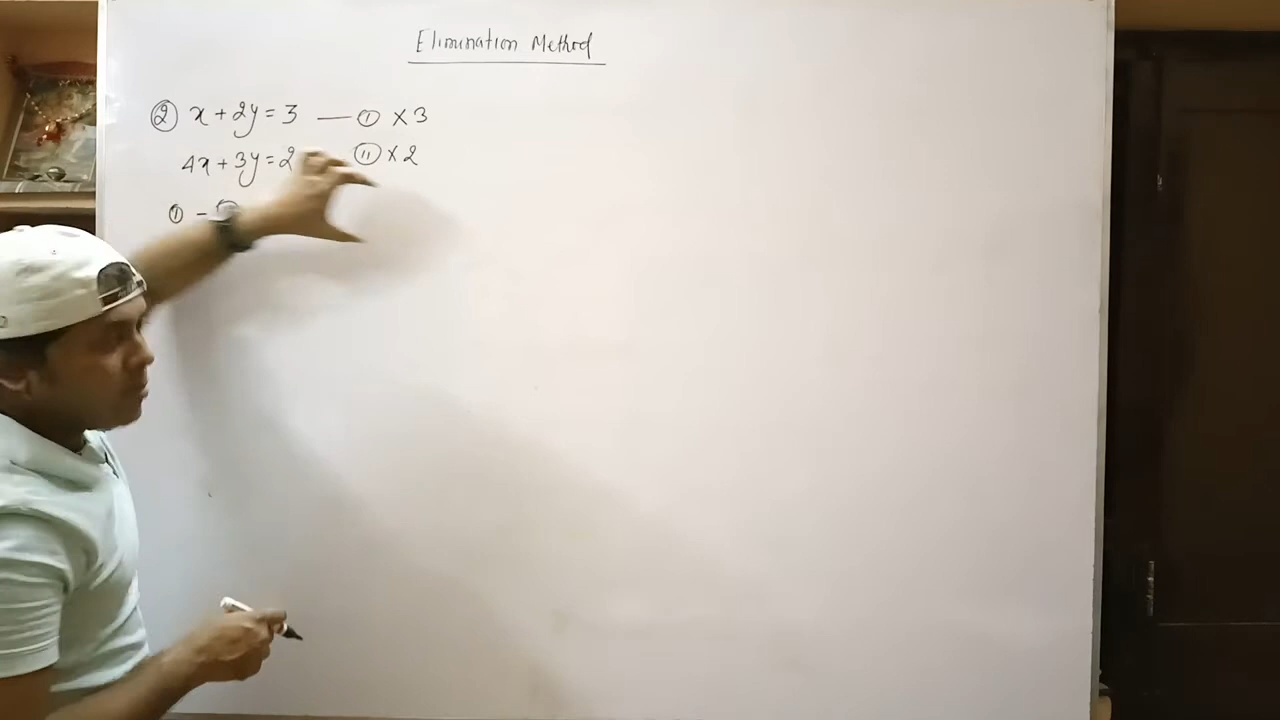 Elimination Method
② x + 2y = 3 — ① × 3
4x + 3y = 2 ⑪ × 2
① -